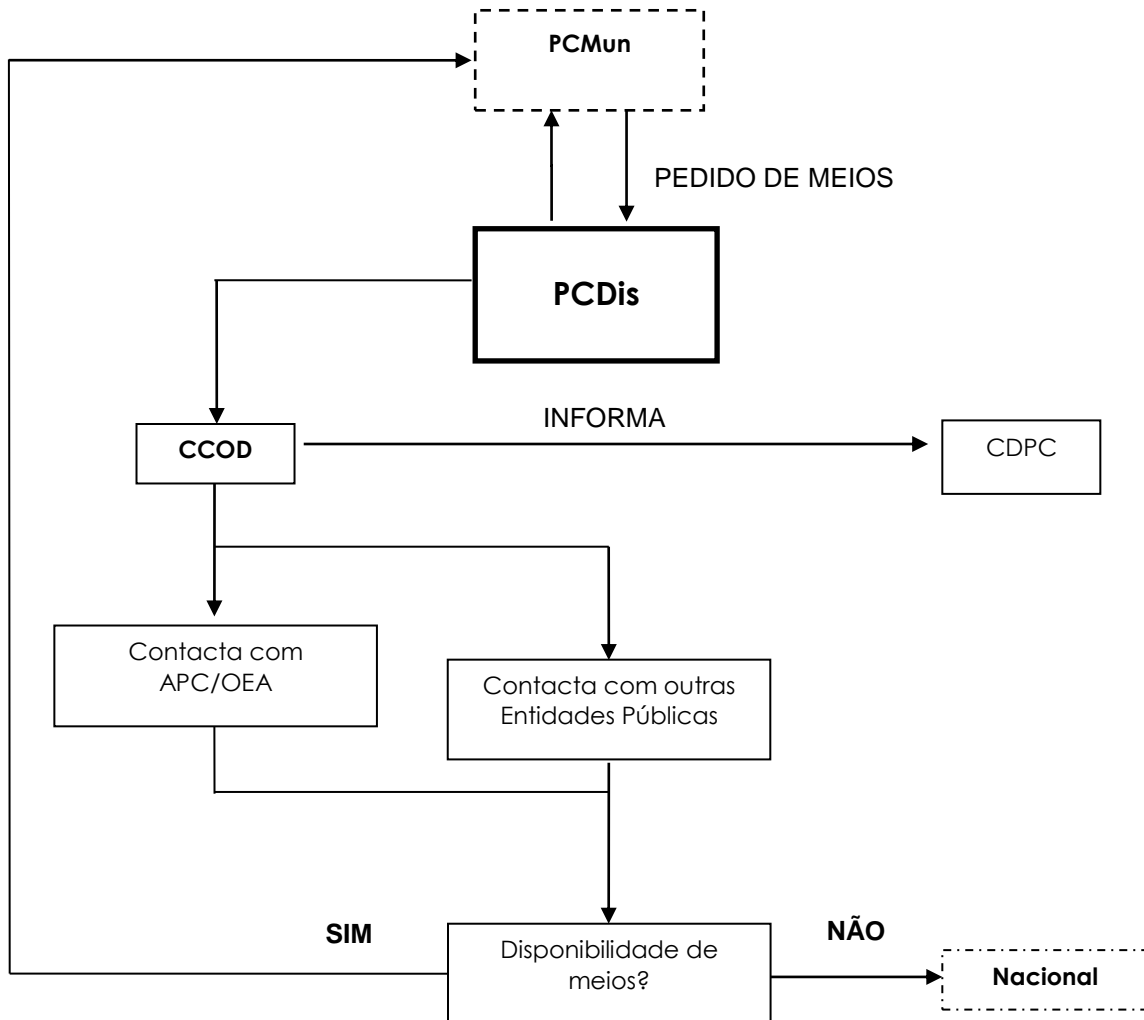 PCMun
PEDIDO DE MEIOS
PCDis
INFORMA
CCOD
CDPC
Contacta com
APC/OEA
Contacta com outras
Entidades Públicas
SIM
Disponibilidade de
meios?
NÃO
Nacional